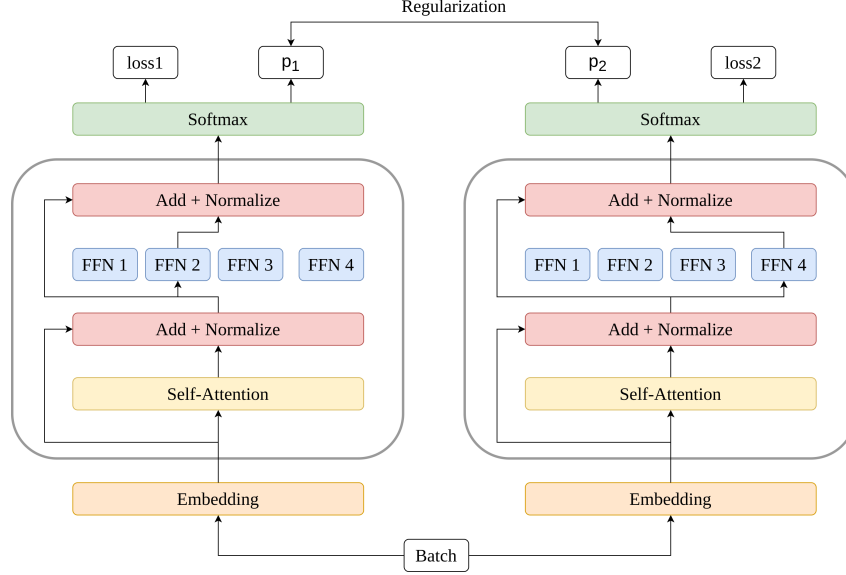 Regularization
loss1
p1
p2
loss2
Softmax
Softmax
Add + Normalize
Add + Normalize
FFN 1
FFN 2
FFN 3
FFN 4
FFN 1
FFN 2
FFN 3
FFN 4
Add + Normalize
Add + Normalize
Self-Attention
Self-Attention
Embedding
Embedding
Batch